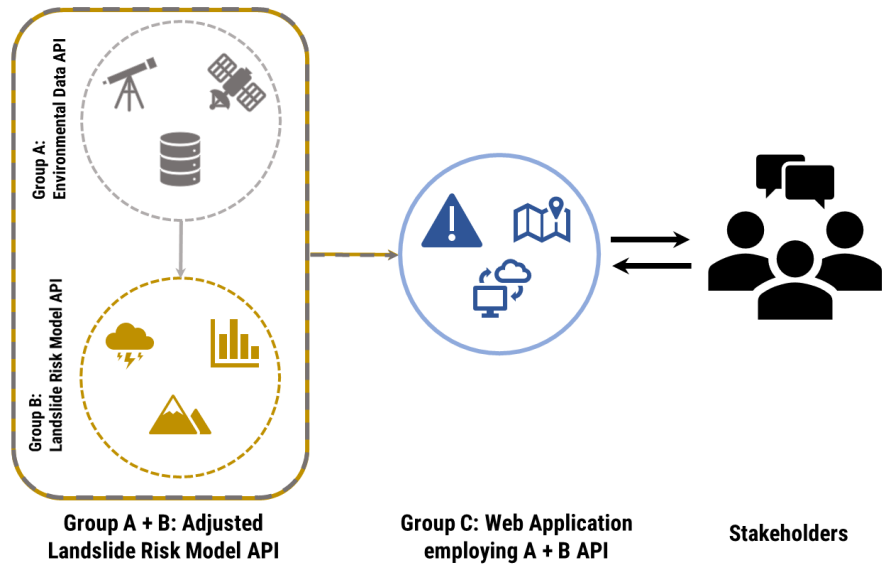 Group A:
Environmental Data API
Group B:
Landslide Risk Model API
Group A + B: Adjusted
Landslide Risk Model API
Group C: Web Application
employing A + B API
Stakeholders